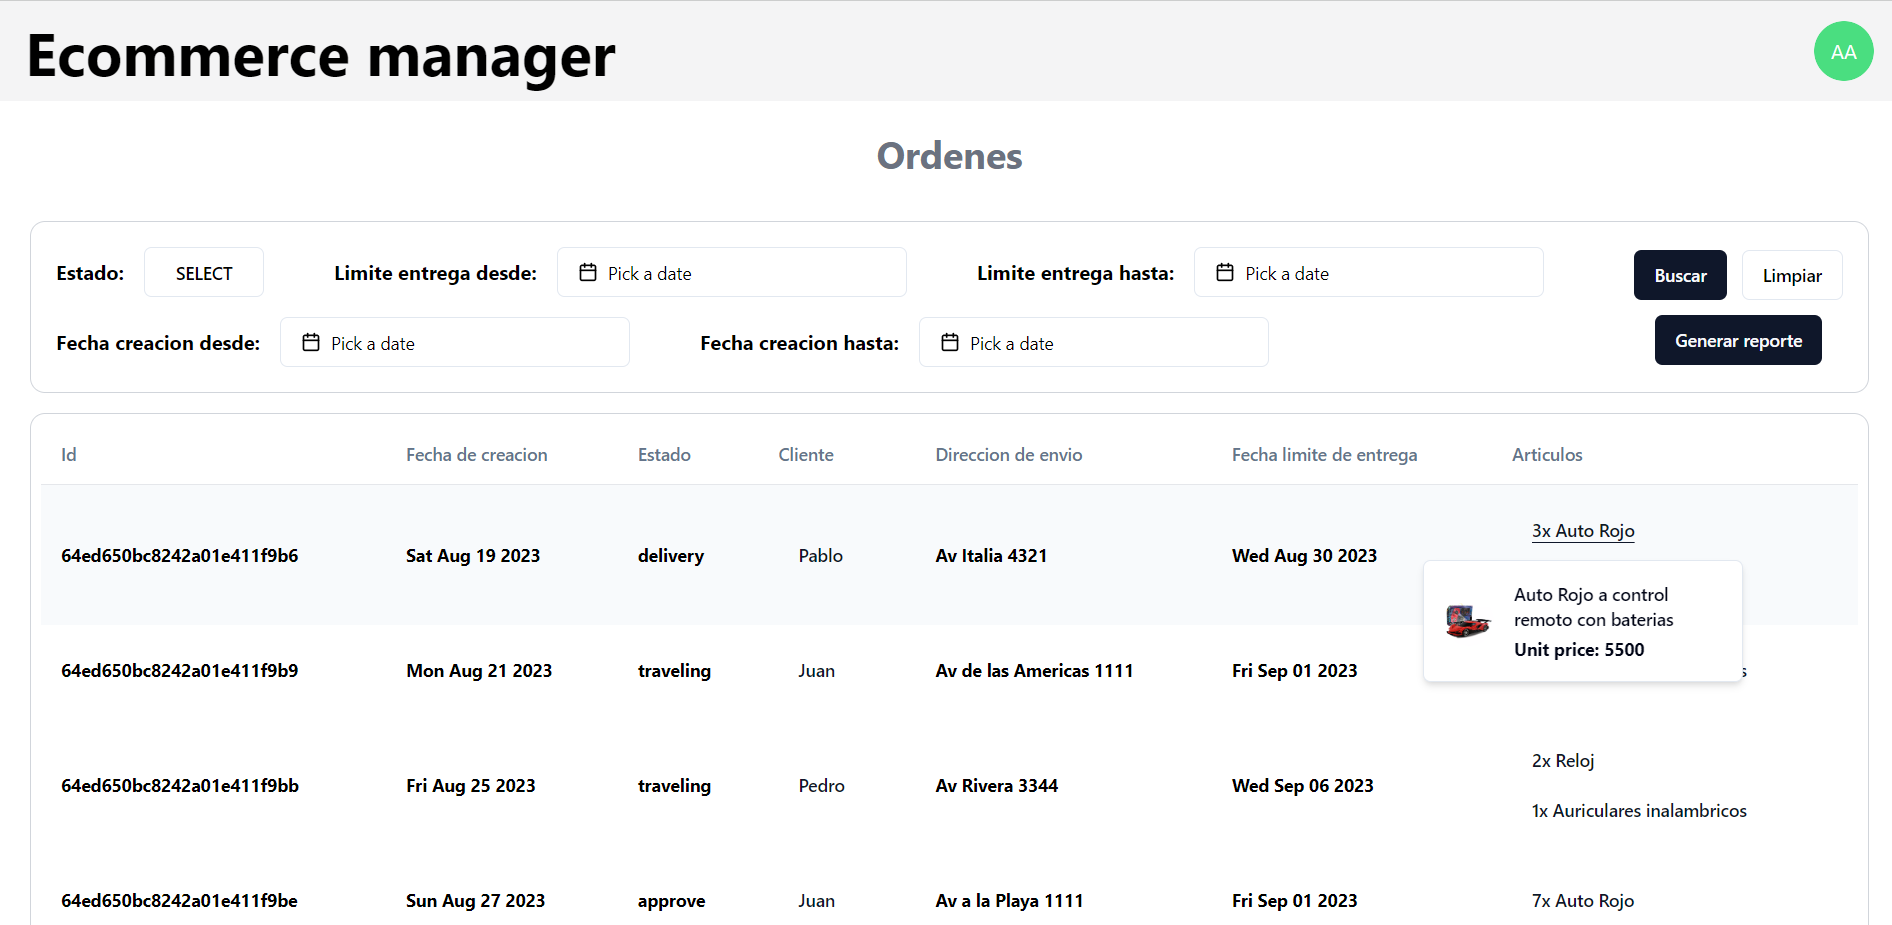 Ecommerce manager
AA
Ordenes
Estado: SELECT Limite entrega desde: Pick a date Limite entrega hasta: Pick a date Buscar Limpiar
Fecha creacion desde: Pick a date Fecha creacion hasta: Pick a date Generar reporte
Id Fecha de creacion Estado Cliente Direccion de envio Fecha limite de entrega Articulos
3x Auto Rojo
64ed650bc8242a01e411f9b6 Sat Aug 19 2023 delivery Pablo Av Italia 4321 Wed Aug 30 2023
Auto Rojo a control
remoto con baterias
Unit price: 5500
64ed650bc8242a01e411f9b9 Mon Aug 21 2023 traveling Juan Av de las Americas 1111 Fri Sep 01 2023
2x Reloj
64ed650bc8242a01e411f9bb Fri Aug 25 2023 traveling Pedro Av Rivera 3344 Wed Sep 06 2023
1x Auriculares inalambricos
64ed650bc8242a01e411f9be Sun Aug 27 2023 approve Juan Av a la Playa 1111 Fri Sep 01 2023 7x Auto Rojo